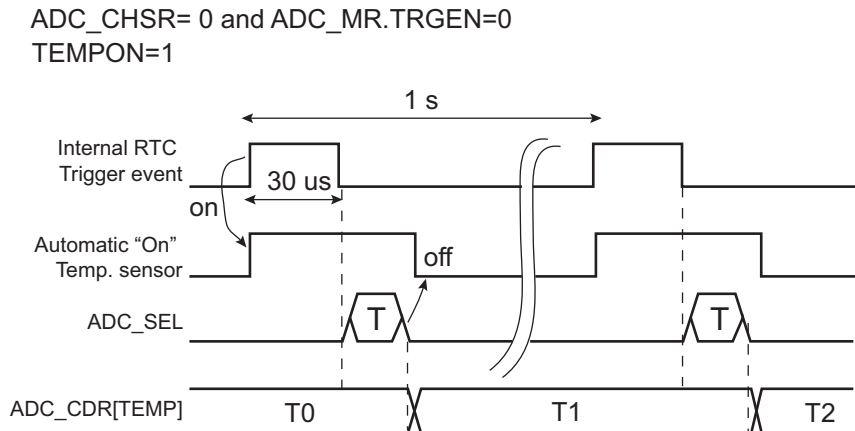 ADC_CHSR= 0 and ADC_MR.TRGEN=0
TEMPON=1
1 s
Internal RTC
Trigger event
30 us
on
Automatic “On”
Temp. sensor
off
ADC_SEL
T
T
ADC_CDR[TEMP]
T0
T1
T2